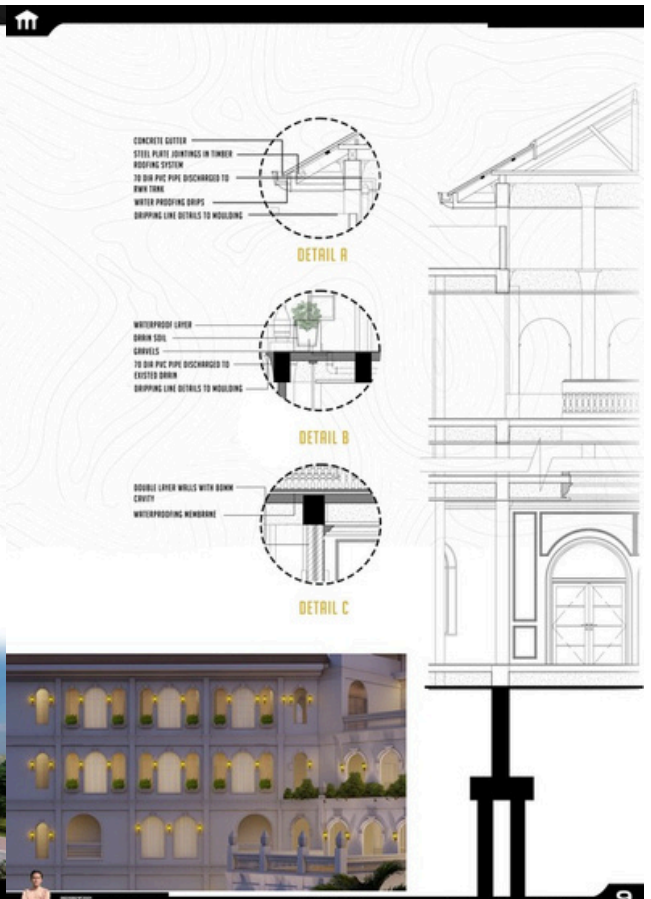 CONCRETE GUTTER
STEEL PLATE JOINTINGS IN TIMBER
ROOFING SYSTEM
70 DIA PVC PIPE DISCHARGED TO
RWH TANK
WATER PROOFING DRIPS
DRIPPING LINE DETAILS TO MOULDING
DETAIL A
WATERPROOF LAYER
DRAIN SOIL
GRAVELS
70 DIA PVC PIPE DISCHARGED TO
EXISTED DRAIN
DRIPPING LINE DETAILS TO MOULDING
DETAIL B
DOUBLE LAYER WALLS WITH 80MM
CAVITY
WATERPROOFING MEMBRANE
DETAIL C
9